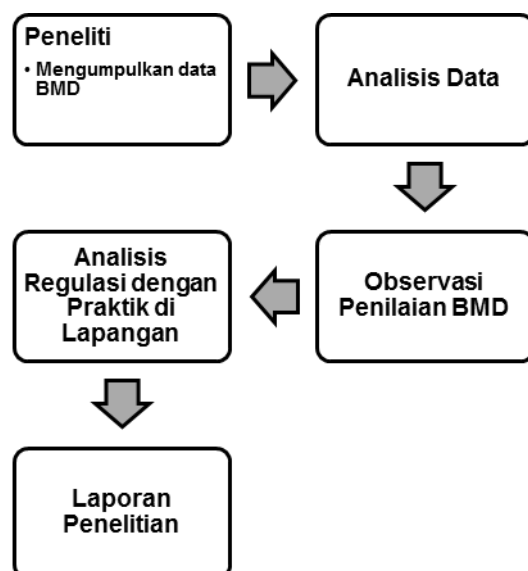 Peneliti
• Mengumpulkan data
BMD
Analisis Data
Observasi
Penilaian BMD
Analisis
Regulasi dengan
Praktik di
Lapangan
Laporan
Penelitian